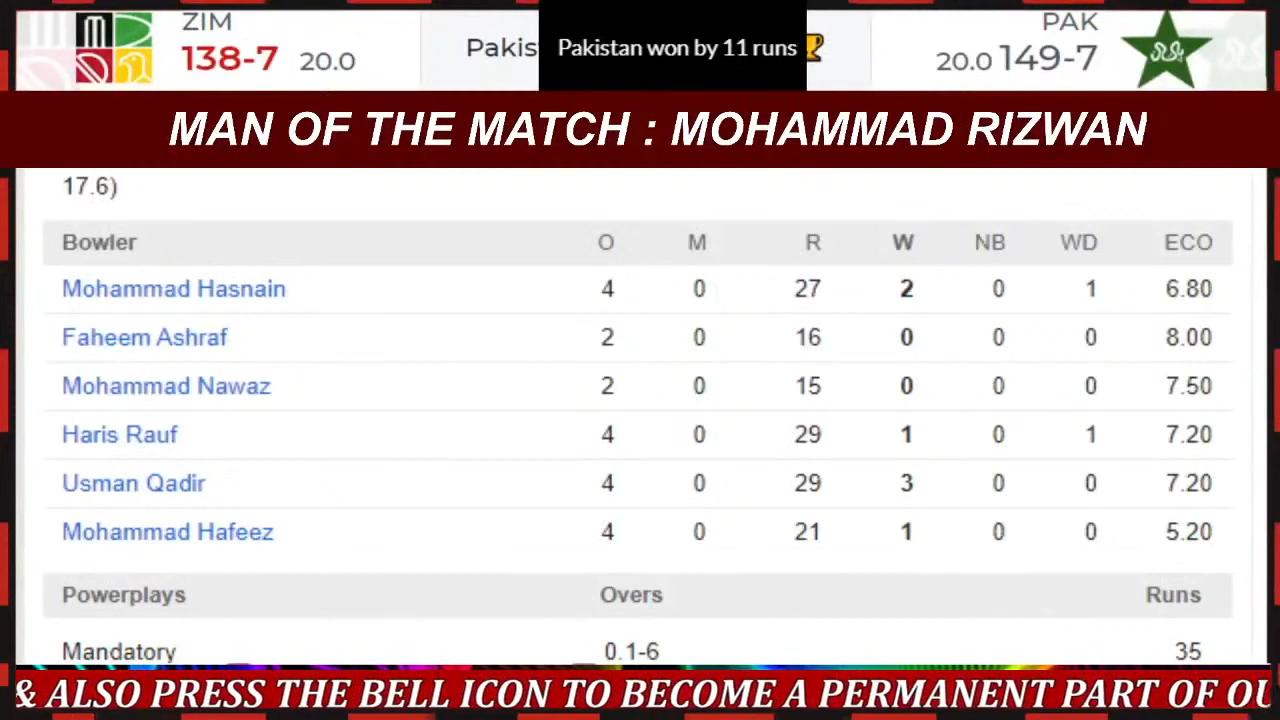 ZIM PAK
138-7 20.0 Pakis Pakistan won by 11 runs 20.0 149-7
MAN OF THE MATCH : MOHAMMAD RIZWAN
17.6)
Bowler O M R W NB WD ECO
Mohammad Hasnain 4 0 27 2 0 1 6.80
Faheem Ashraf 2 0 16 0 0 0 8.00
Mohammad Nawaz 2 0 15 0 0 0 7.50
Haris Rauf 4 0 29 1 0 1 7.20
Usman Qadir 4 0 29 3 0 0 7.20
Mohammad Hafeez 4 0 21 1 0 0 5.20
Powerplays Overs Runs
Mandatory 0.1-6 35
& ALSO PRESS THE BELL ICON TO BECOME A PERMANENT PART OF OU